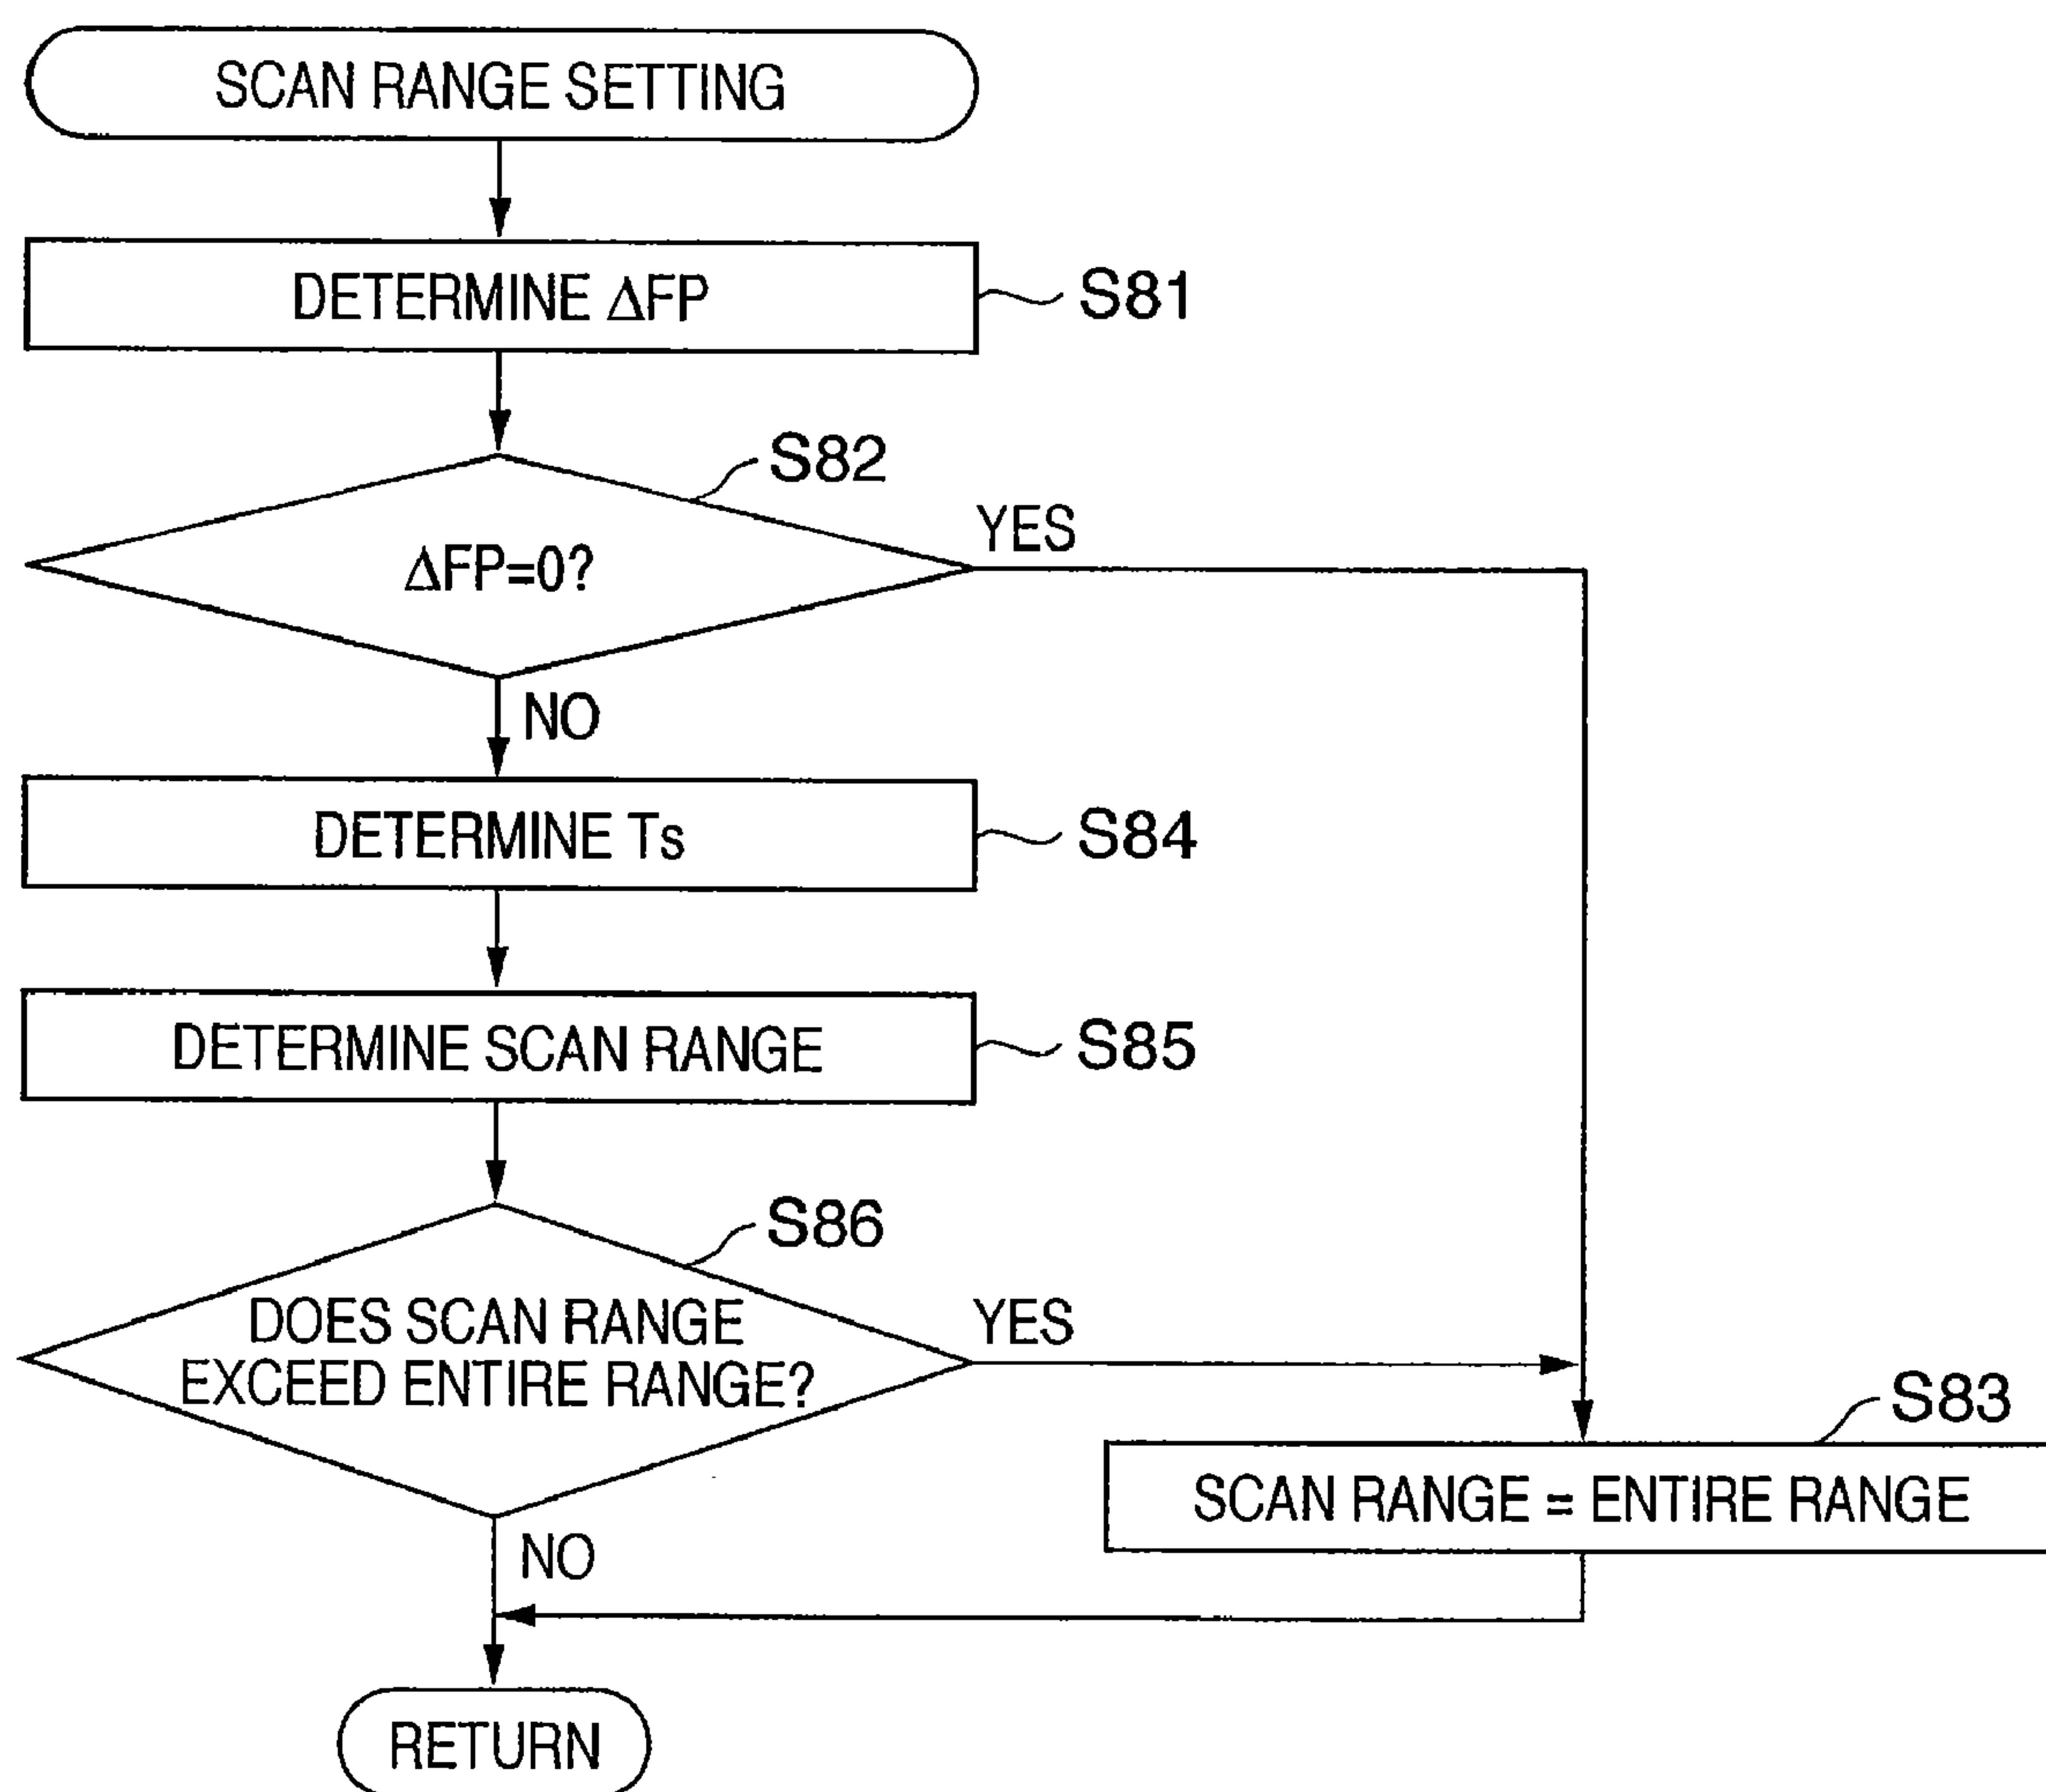 SCAN RANGE SETTING
DETERMINE ΔFP
S81
S82
ΔFP=0?
YES
NO
DETERMINE Ts
S84
DETERMINE SCAN RANGE
S85
S86
DOES SCAN RANGE
EXCEED ENTIRE RANGE?
YES
S83
SCAN RANGE = ENTIRE RANGE
NO
RETURN